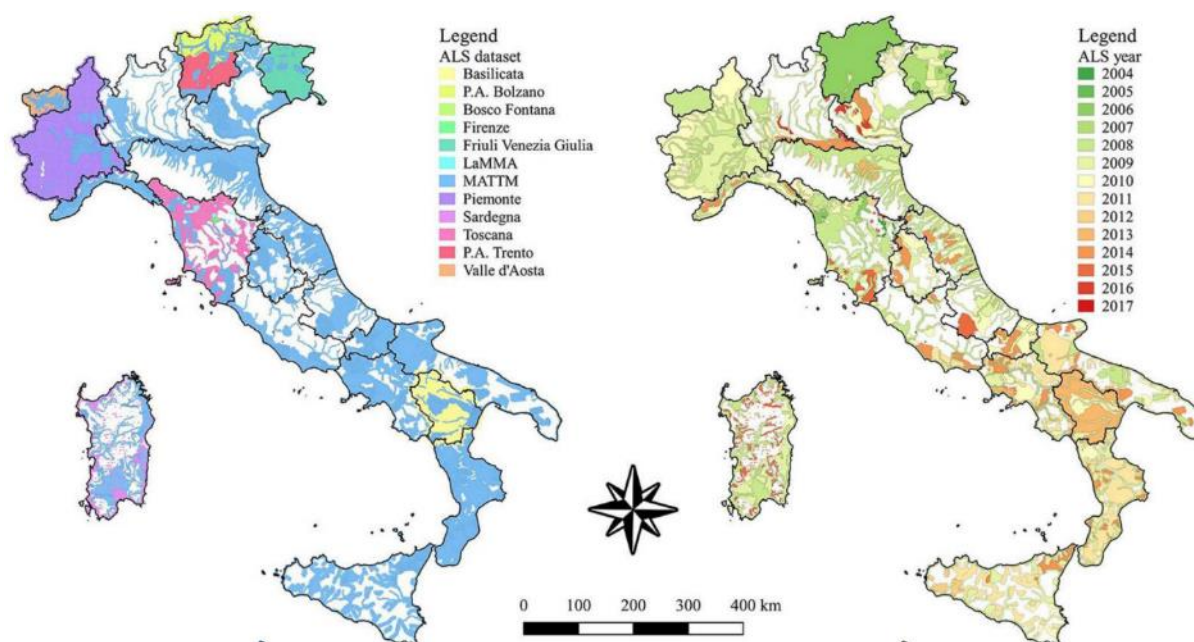 Legend
ALS dataset
Basilicata
P.A. Bolzano
Bosco Fontana
Firenze
Friuli Venezia Giulia
LaMMA
MATTM
Piemonte
Sardegna
Toscana
P.A. Trento
Valle d'Aosta
Legend
ALS year
2004
2005
2006
2007
2008
2009
2010
2011
2012
2013
2014
2015
2016
2017
0 100 200 300 400 km